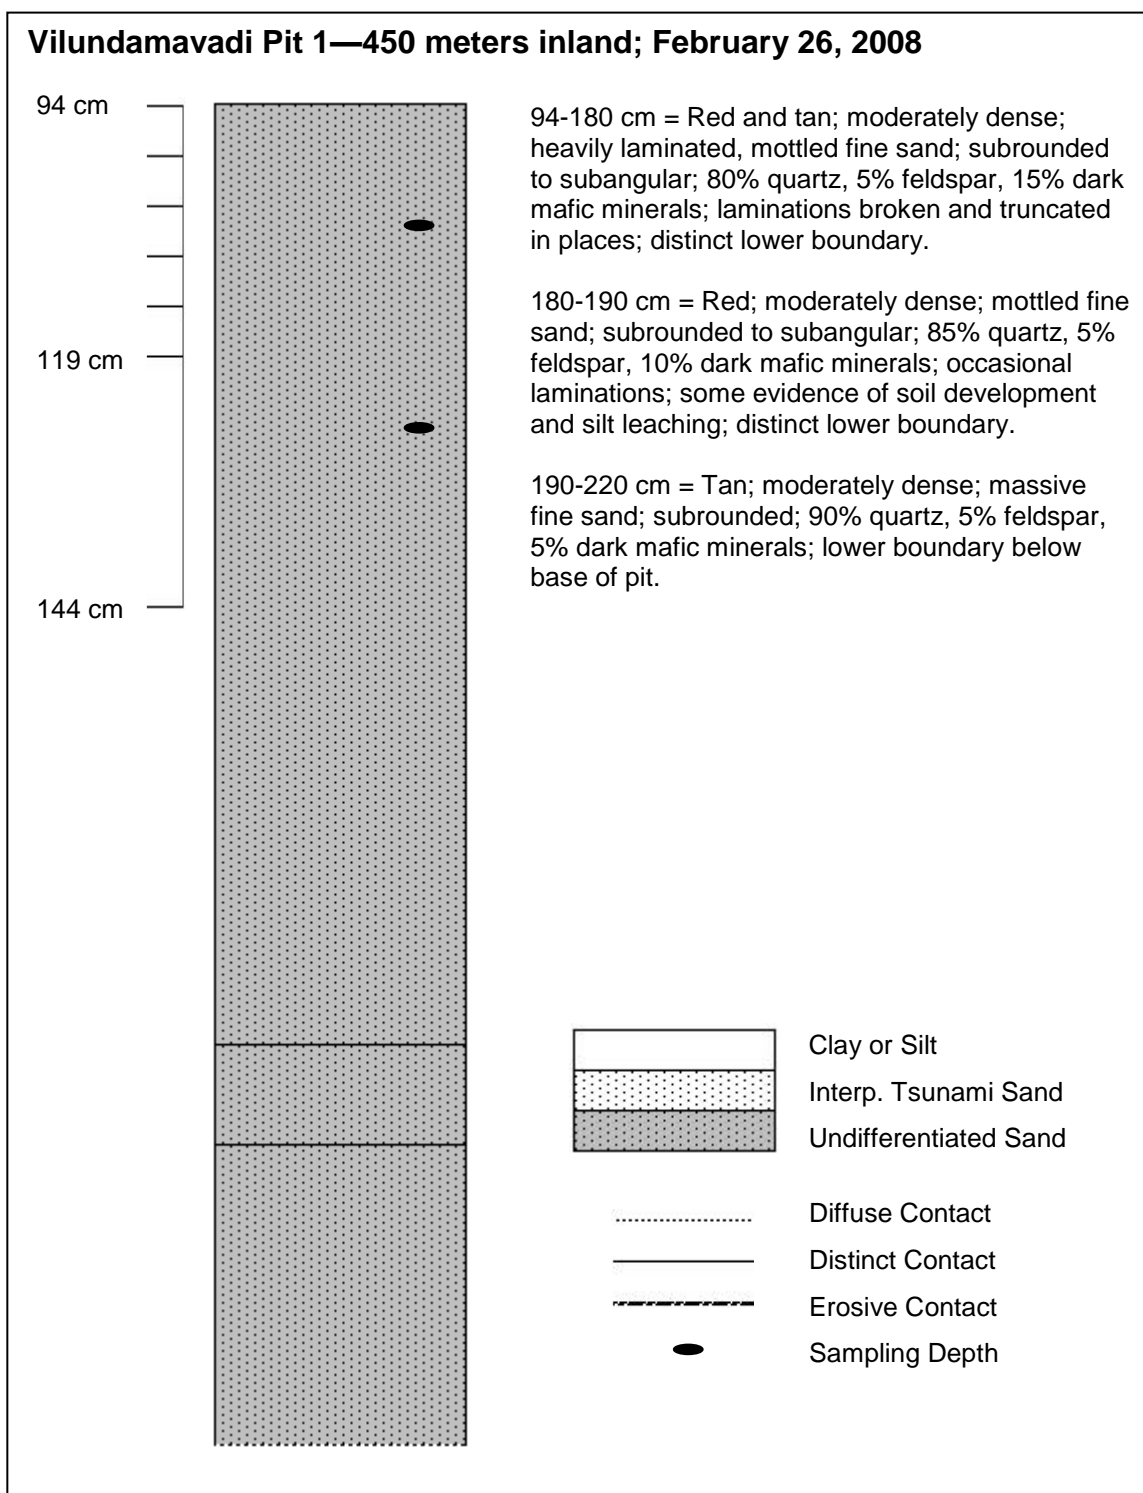 Vilundamavadi Pit 1—450 meters inland; February 26, 2008
94 cm
119 cm
144 cm
94-180 cm = Red and tan; moderately dense;
heavily laminated, mottled fine sand; subrounded
to subangular; 80% quartz, 5% feldspar, 15% dark
mafic minerals; laminations broken and truncated
in places; distinct lower boundary.
180-190 cm = Red; moderately dense; mottled fine
sand; subrounded to subangular; 85% quartz, 5%
feldspar, 10% dark mafic minerals; occasional
laminations; some evidence of soil development
and silt leaching; distinct lower boundary.
190-220 cm = Tan; moderately dense; massive
fine sand; subrounded; 90% quartz, 5% feldspar,
5% dark mafic minerals; lower boundary below
base of pit.
Clay or Silt
Interp. Tsunami Sand
Undifferentiated Sand
Diffuse Contact
Distinct Contact
Erosive Contact
Sampling Depth